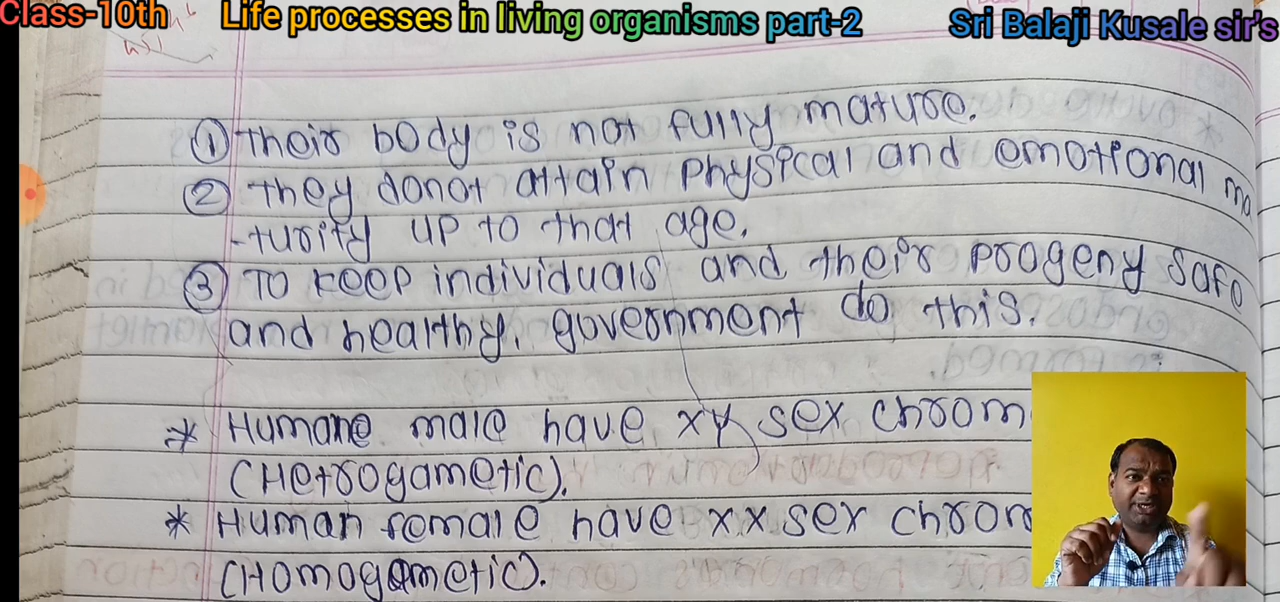 Class-10th Life processes in living organisms part-2 Sri Balaji Kusale sir's
① Their body is not fully mature.
② They donot attain physical and emotional ma
-turity up to that age.
③ To keep individuals and their progeny safe
and healthy, government do this.
* Humane male have xy sex chrom
(Hetrogametic).
* Human female have xx sex chrom
(Homogametic).